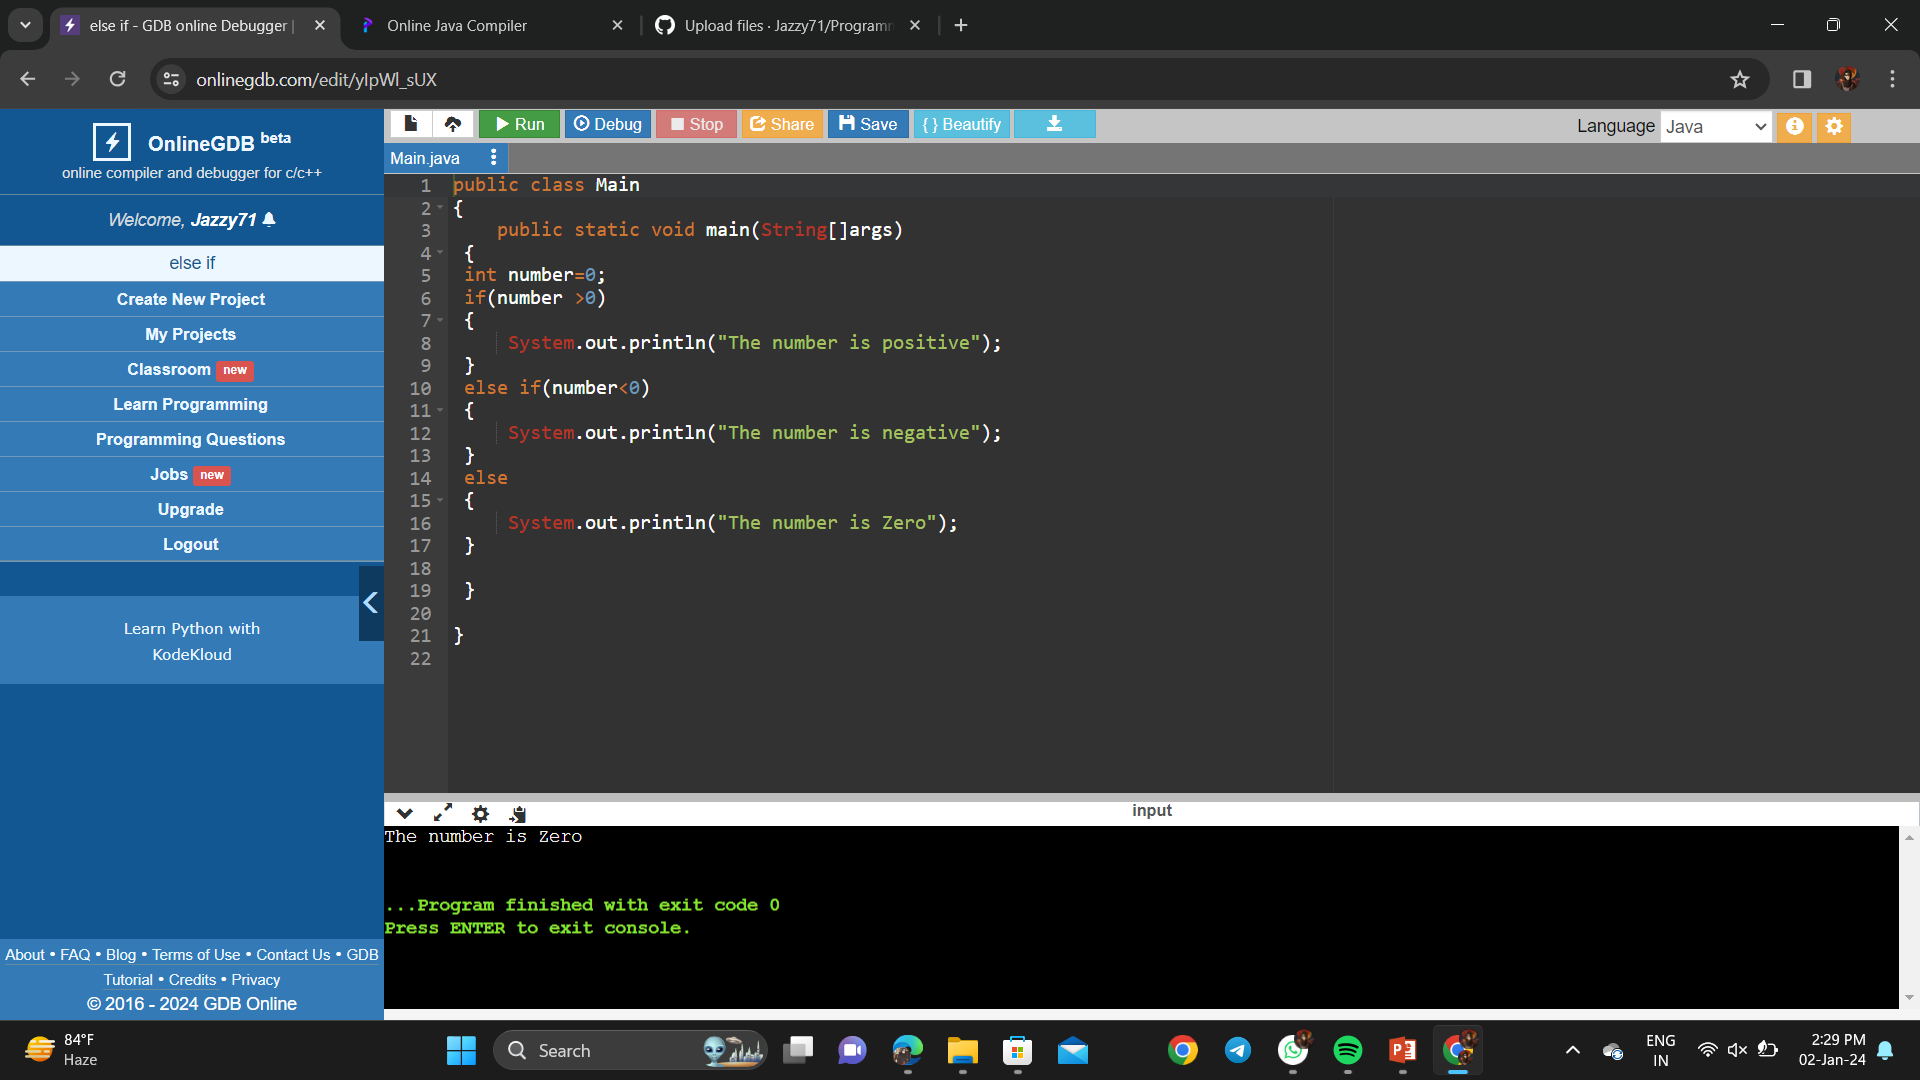 else if - GDB online Debugger |
Online Java Compiler
Upload files · Jazzy71/Programm
onlinegdb.com/edit/yIpWl_sUX
OnlineGDB beta
online compiler and debugger for c/c++
Welcome, Jazzy71
else if
Create New Project
My Projects
Classroom new
Learn Programming
Programming Questions
Jobs new
Upgrade
Logout
Learn Python with
KodeKloud
About • FAQ • Blog • Terms of Use • Contact Us • GDB
Tutorial • Credits • Privacy
© 2016 - 2024 GDB Online
Run Debug Stop Share Save { } Beautify
Language Java
Main.java
1 public class Main
2 {
3     public static void main(String[]args)
4  {
5  int number=0;
6  if(number >0)
7  {
8      System.out.println("The number is positive");
9  }
10  else if(number<0)
11  {
12      System.out.println("The number is negative");
13  }
14  else
15  {
16      System.out.println("The number is Zero");
17  }
18
19  }
20
21 }
22
input
The number is Zero
...Program finished with exit code 0
Press ENTER to exit console.
84°F
Haze
Search
ENG
IN
2:29 PM
02-Jan-24